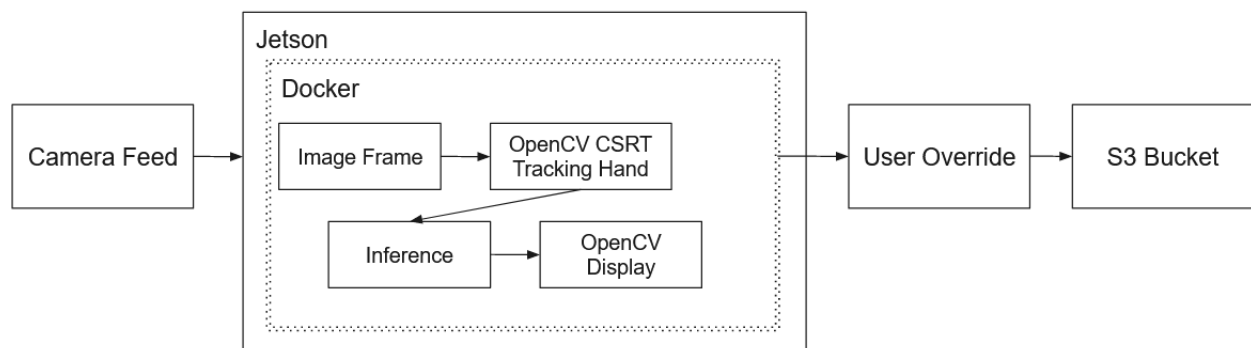 Jetson
Docker
Camera Feed
Image Frame
OpenCV CSRT
Tracking Hand
Inference
OpenCV
Display
User Override
S3 Bucket